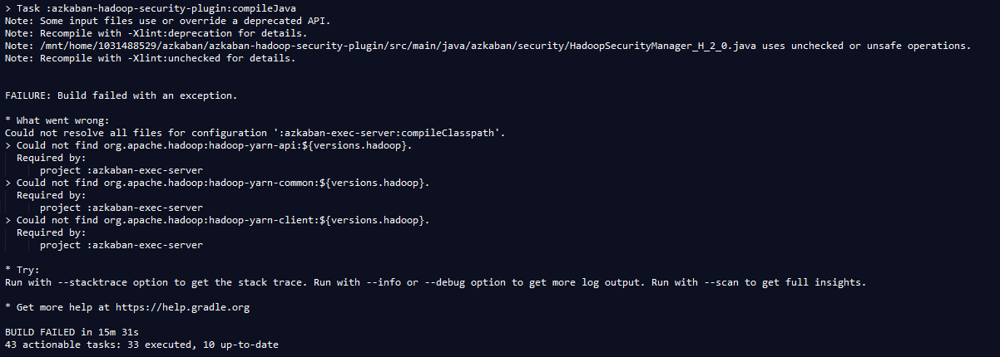 > Task :azkaban-hadoop-security-plugin:compileJava
Note: Some input files use or override a deprecated API.
Note: Recompile with -Xlint:deprecation for details.
Note: /mnt/home/1031488529/azkaban/azkaban-hadoop-security-plugin/src/main/java/azkaban/security/HadoopSecurityManager_H_2_0.java uses unchecked or unsafe operations.
Note: Recompile with -Xlint:unchecked for details.
FAILURE: Build failed with an exception.
* What went wrong:
Could not resolve all files for configuration ':azkaban-exec-server:compileClasspath'.
> Could not find org.apache.hadoop:hadoop-yarn-api:${versions.hadoop}.
Required by:
project :azkaban-exec-server
> Could not find org.apache.hadoop:hadoop-yarn-common:${versions.hadoop}.
Required by:
project :azkaban-exec-server
> Could not find org.apache.hadoop:hadoop-yarn-client:${versions.hadoop}.
Required by:
project :azkaban-exec-server
* Try:
Run with --stacktrace option to get the stack trace. Run with --info or --debug option to get more log output. Run with --scan to get full insights.
* Get more help at https://help.gradle.org
BUILD FAILED in 15m 31s
43 actionable tasks: 33 executed, 10 up-to-date